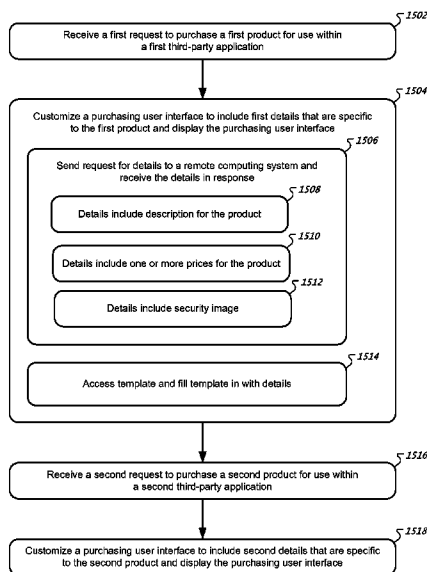 1502
Receive a first request to purchase a first product for use within
a first third-party application
1504
Customize a purchasing user interface to include first details that are specific
to the first product and display the purchasing user interface
1506
Send request for details to a remote computing system and
receive the details in response
1508
Details include description for the product
1510
Details include one or more prices for the product
1512
Details include security image
1514
Access template and fill template in with details
1516
Receive a second request to purchase a second product for use within
a second third-party application
1518
Customize a purchasing user interface to include second details that are specific
to the second product and display the purchasing user interface